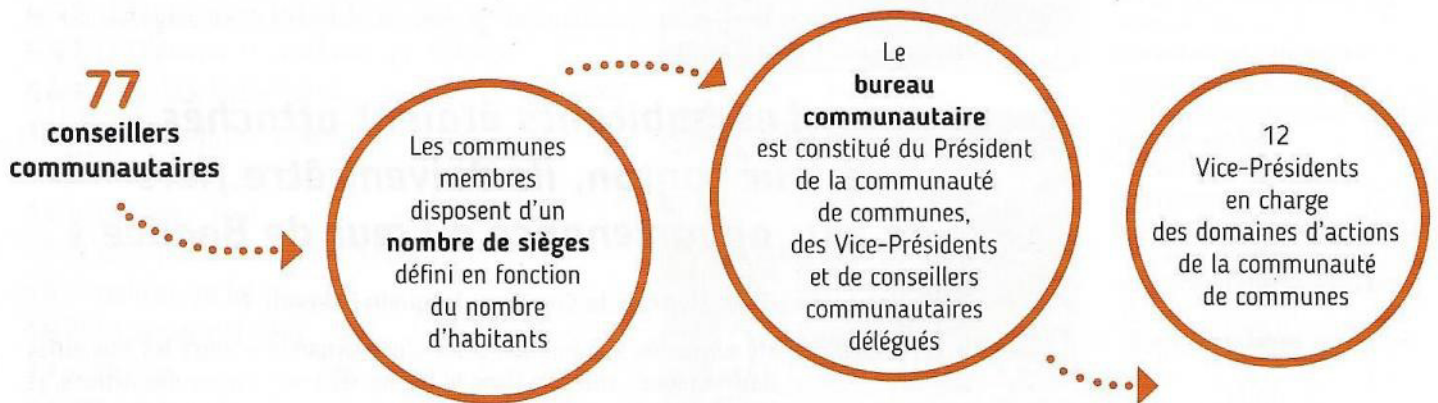 77
conseillers
communautaires
Les communes
membres
disposent d'un
nombre de sièges
défini en fonction
du nombre
d'habitants
Le
bureau
communautaire
est constitué du Président
de la communauté
de communes,
des Vice-Présidents
et de conseillers
communautaires
délégués
12
Vice-Présidents
en charge
des domaines d'actions
de la communauté
de communes